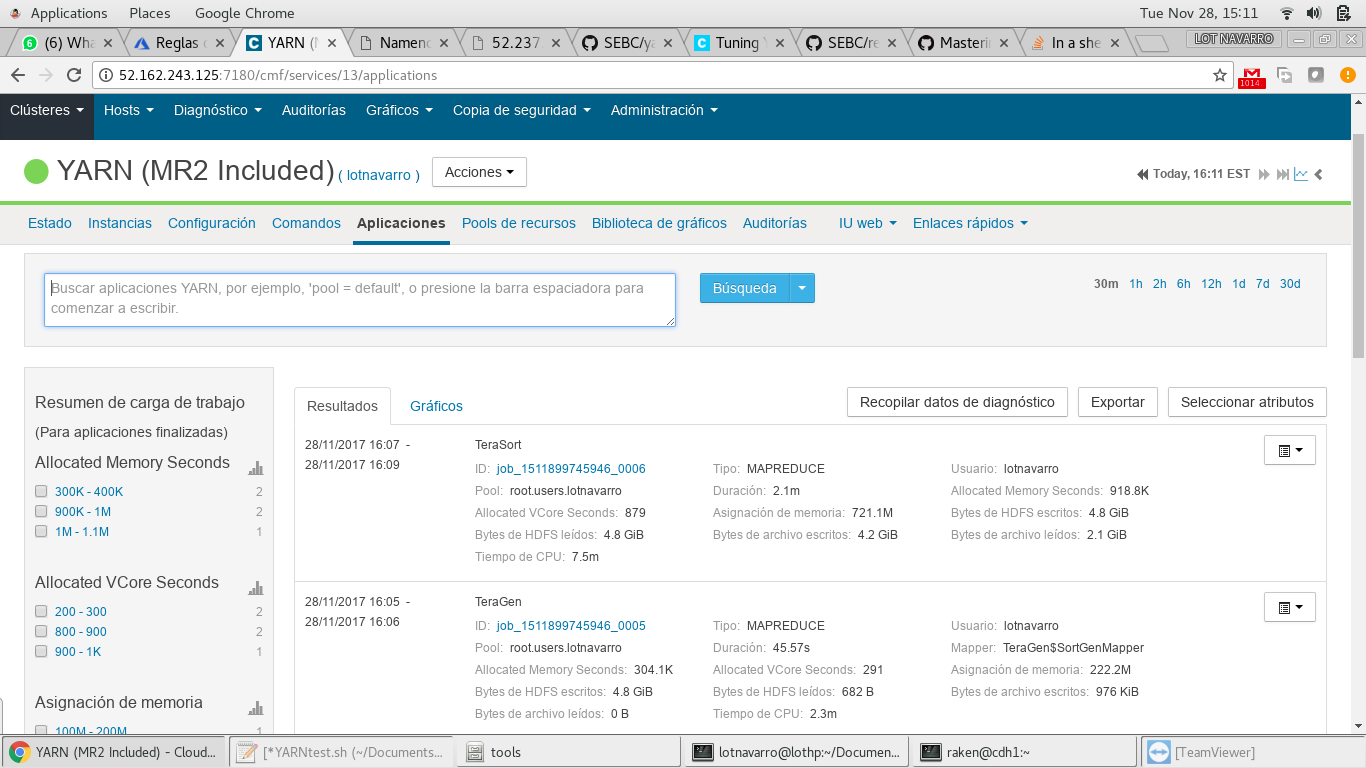 Applications Places Google Chrome Tue Nov 28, 15:11
(6) Wha Reglas YARN (M Namenc 52.237. SEBC/ya Tuning Y SEBC/re Masterin In a she LOT NAVARRO
52.162.243.125:7180/cmf/services/13/applications 1014
Clústeres Hosts Diagnóstico Auditorías Gráficos Copia de seguridad Administración
YARN (MR2 Included) ( lotnavarro ) Acciones Today, 16:11 EST
Estado Instancias Configuración Comandos Aplicaciones Pools de recursos Biblioteca de gráficos Auditorías IU web Enlaces rápidos
Buscar aplicaciones YARN, por ejemplo, 'pool = default', o presione la barra espaciadora para
comenzar a escribir.
Búsqueda
30m 1h 2h 6h 12h 1d 7d 30d
Resumen de carga de trabajo
(Para aplicaciones finalizadas)
Allocated Memory Seconds
300K - 400K 2
900K - 1M 2
1M - 1.1M 1
Allocated VCore Seconds
200 - 300 2
800 - 900 2
900 - 1K 1
Asignación de memoria
100M - 200M
Resultados Gráficos Recopilar datos de diagnóstico Exportar Seleccionar atributos
28/11/2017 16:07 - TeraSort
28/11/2017 16:09
ID: job_1511899745946_0006 Tipo: MAPREDUCE Usuario: lotnavarro
Pool: root.users.lotnavarro Duración: 2.1m Allocated Memory Seconds: 918.8K
Allocated VCore Seconds: 879 Asignación de memoria: 721.1M Bytes de HDFS escritos: 4.8 GiB
Bytes de HDFS leídos: 4.8 GiB Bytes de archivo escritos: 4.2 GiB Bytes de archivo leídos: 2.1 GiB
Tiempo de CPU: 7.5m
28/11/2017 16:05 - TeraGen
28/11/2017 16:06
ID: job_1511899745946_0005 Tipo: MAPREDUCE Usuario: lotnavarro
Pool: root.users.lotnavarro Duración: 45.57s Mapper: TeraGen$SortGenMapper
Allocated Memory Seconds: 304.1K Allocated VCore Seconds: 291 Asignación de memoria: 222.2M
Bytes de HDFS escritos: 4.8 GiB Bytes de HDFS leídos: 682 B Bytes de archivo escritos: 976 KiB
Bytes de archivo leídos: 0 B Tiempo de CPU: 2.3m
YARN (MR2 Included) - Cloud... [*YARNtest.sh (~/Documents... tools lotnavarro@lothp:~/Documen... raken@cdh1:~ [TeamViewer]